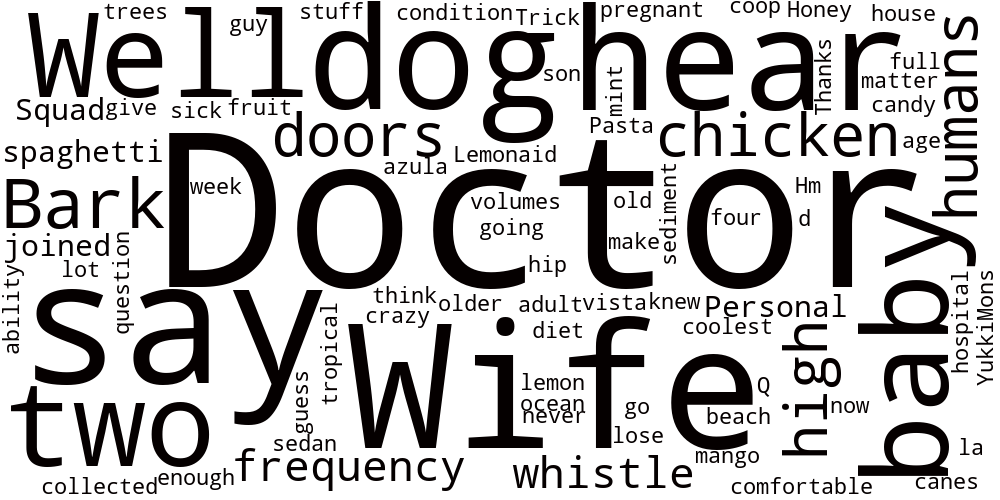 trees
guy
stuff
condition
Trick
pregnant
coop
Honey
house
Well
dog
hear
humans
son
mint
Thanks
full
matter
candy
Squad
give
sick
fruit
doors
Pasta
chicken
age
spaghetti
azula
Lemonaid
Bark
week
Doctor
volumes
old
sediment
four
Hm
d
going
make
joined
lot
question
ability
hip
baby
say
think
older
adult
vista
knew
Personal
hospital
YukkiMons
crazy
tropical
diet
coolest
Wife
high
two
guess
lemon
ocean
never
go
Q
beach
now
lose
sedan
mango
la
frequency
whistle
collected
enough
comfortable
canes